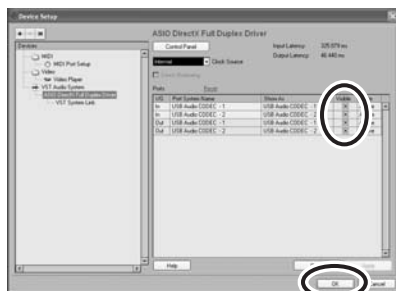 Device Setup
Devices
MIDI
MIDI Port Setup
Video
Video Player
VST Audio System
ASIO DirectX Full Duplex Driver
VST System Link
ASIO DirectX Full Duplex Driver
Control Panel
Input Latency:
Output Latency:
Internal
Clock Source
Ports
Reset
I/O
Port System Name
Show As
Visible
In
USB Audio CODEC - 1
USB Audio CODEC - 1
In
USB Audio CODEC - 2
USB Audio CODEC - 2
Out
USB Audio CODEC - 1
USB Audio CODEC - 1
Out
USB Audio CODEC - 2
USB Audio CODEC - 2
Help
OK